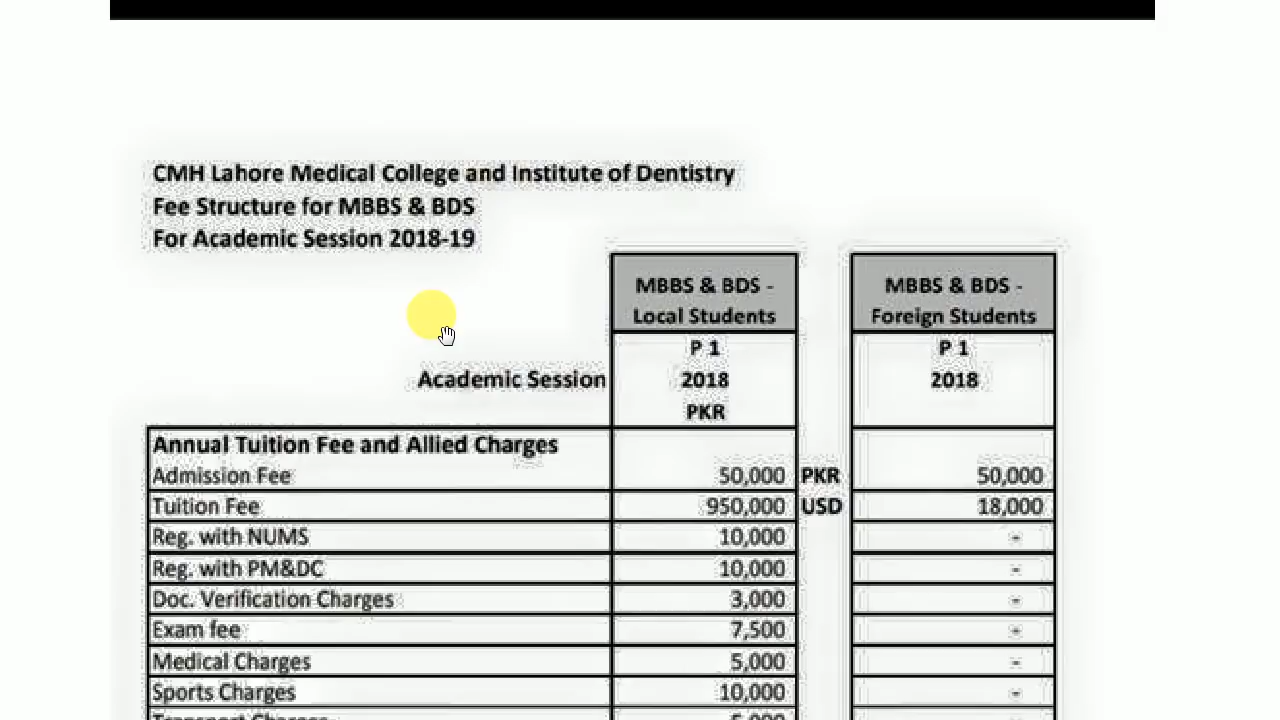 CMH Lahore Medical College and Institute of Dentistry
Fee Structure for MBBS & BDS
For Academic Session 2018-19
MBBS & BDS - Local Students
MBBS & BDS - Foreign Students
P 1 P 1
Academic Session 2018 2018
PKR
Annual Tuition Fee and Allied Charges
Admission Fee 50,000 PKR 50,000
Tuition Fee 950,000 USD 18,000
Reg. with NUMS 10,000 -
Reg. with PM&DC 10,000 -
Doc. Verification Charges 3,000 -
Exam fee 7,500 -
Medical Charges 5,000 -
Sports Charges 10,000 -